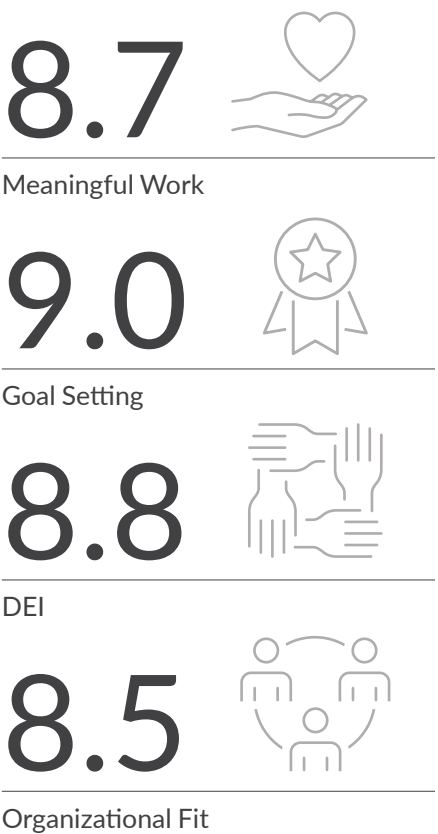 8.7
Meaningful Work
9.0
Goal Setting
8.8
DEI
8.5
Organizational Fit